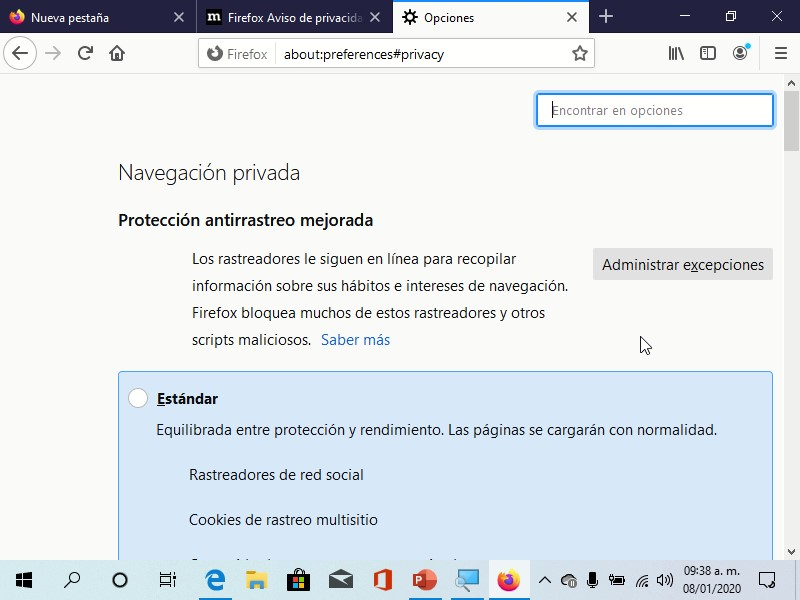 Nueva pestaña
Firefox Aviso de privacida
Opciones
Firefox
about:preferences#privacy
Encontrar en opciones
Navegación privada
Protección antirrastreo mejorada
Los rastreadores le siguen en línea para recopilar
información sobre sus hábitos e intereses de navegación.
Firefox bloquea muchos de estos rastreadores y otros
scripts maliciosos. Saber más
Administrar excepciones
Estándar
Equilibrada entre protección y rendimiento. Las páginas se cargarán con normalidad.
Rastreadores de red social
Cookies de rastreo multisitio
09:38 a. m.
08/01/2020